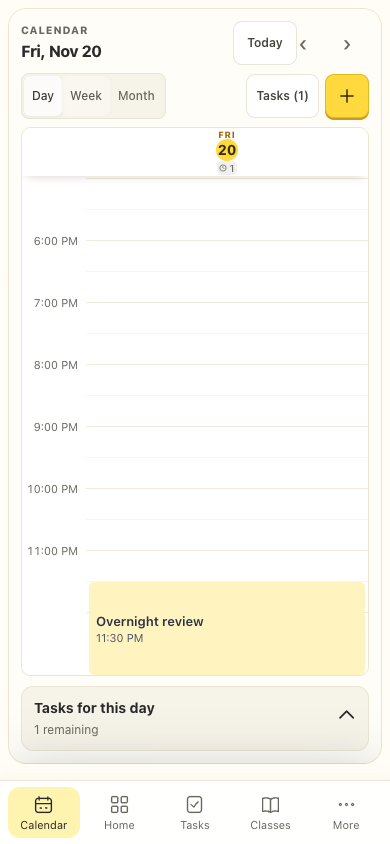 CALENDAR
Fri, Nov 20
Today
Day Week Month
Tasks (1)
FRI
20
1
6:00 PM
7:00 PM
8:00 PM
9:00 PM
10:00 PM
11:00 PM
Overnight review
11:30 PM
Tasks for this day
1 remaining
Calendar Home Tasks Classes More